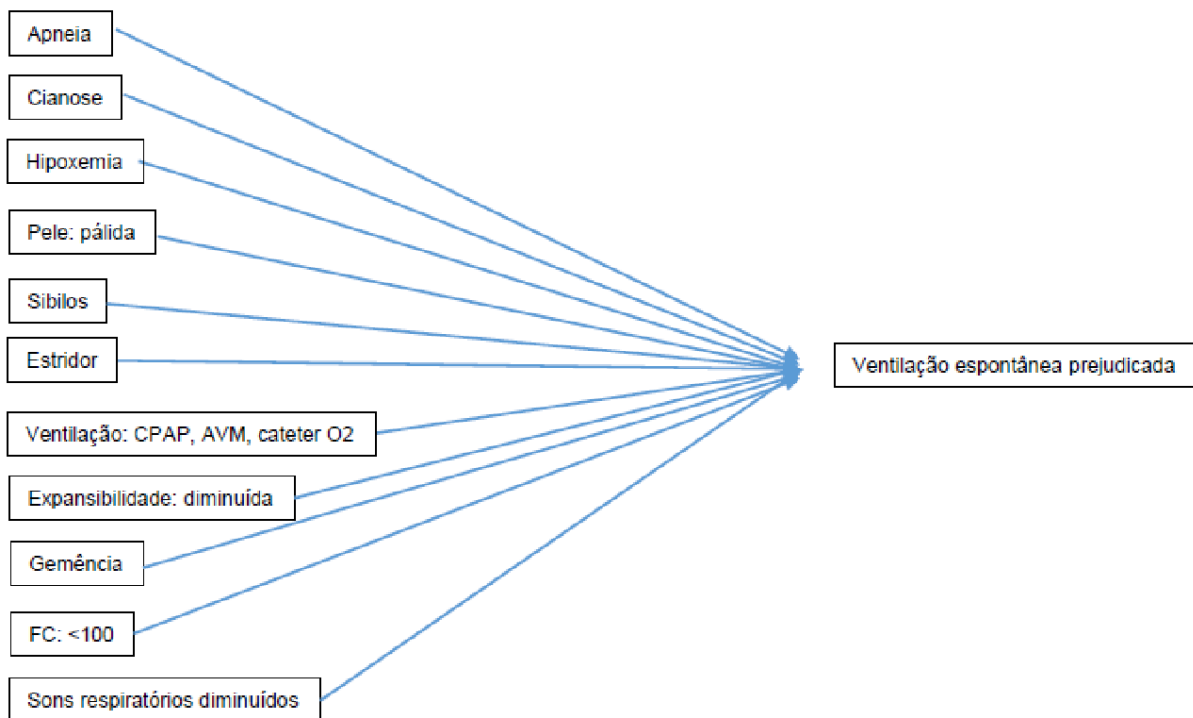 Apneia
Cianose
Hipoxemia
Pele: pálida
Sibilos
Estridor
Ventilação espontânea prejudicada
Ventilação: CPAP, AVM, cateter O2
Expansibilidade: diminuída
Gemência
FC: <100
Sons respiratórios diminuídos